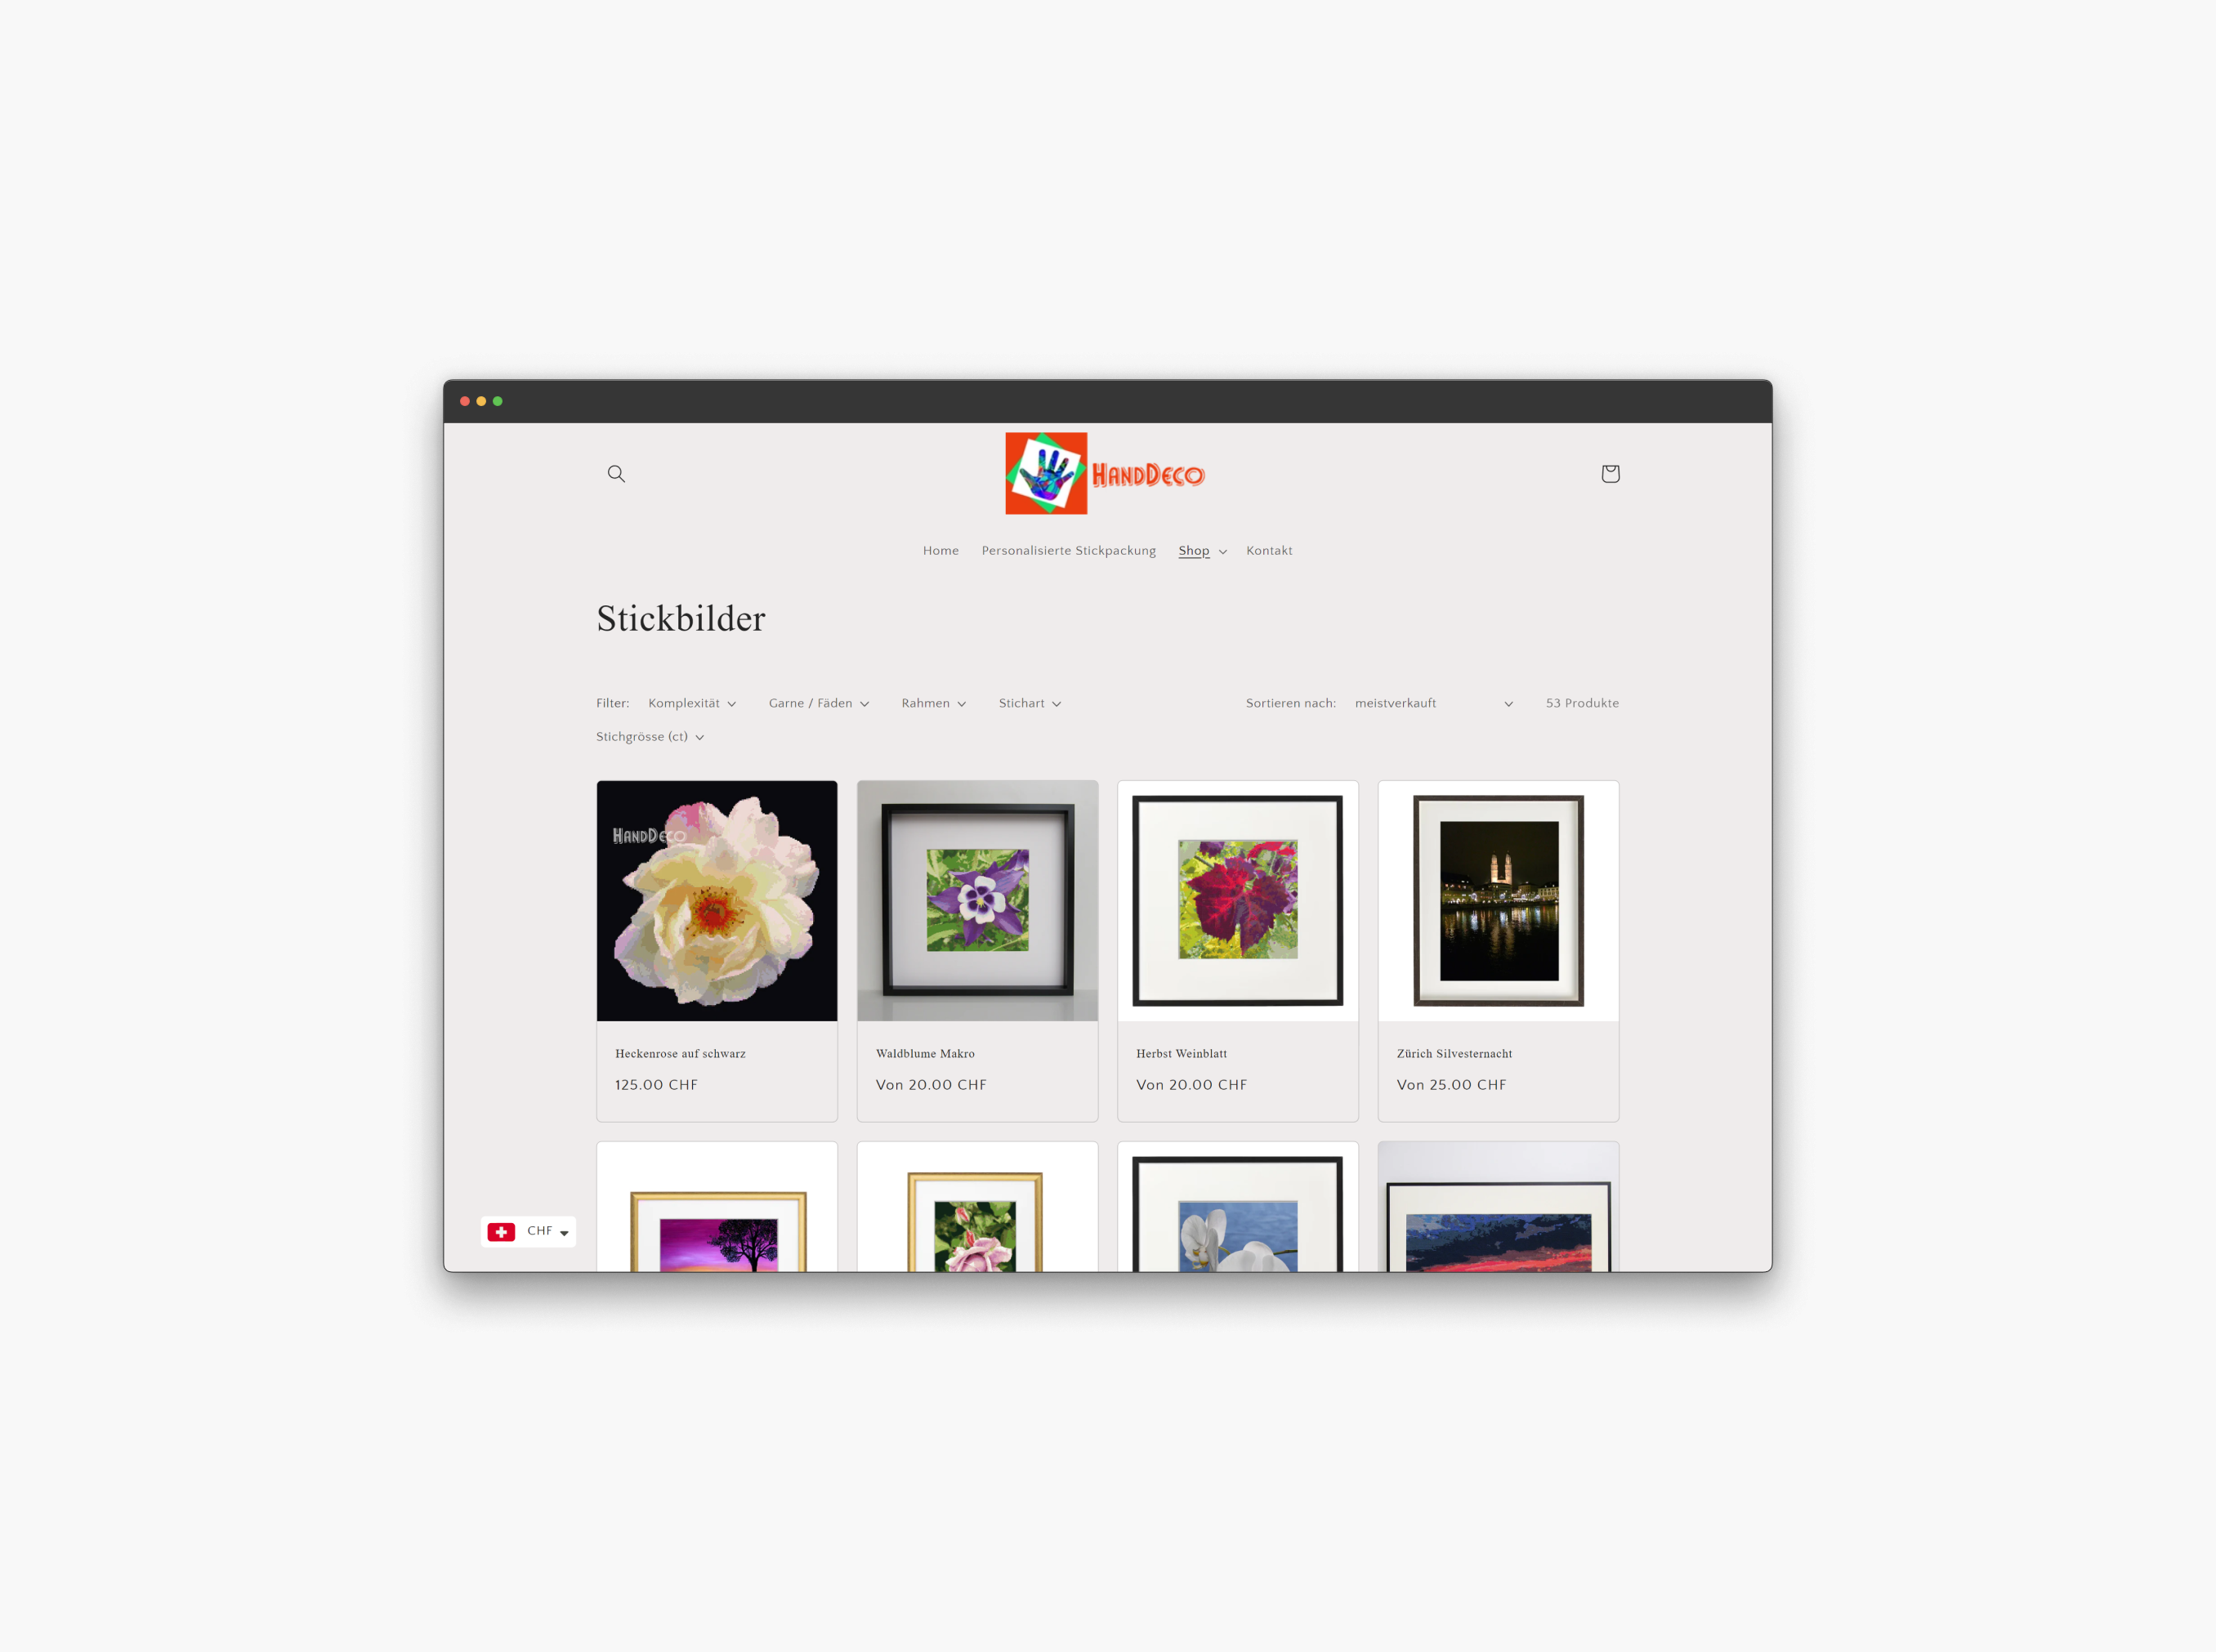 HandDeco
Home Personalisierte Stickpackung Shop Kontakt
Stickbilder
Filter: Komplexität Garne / Fäden Rahmen Stichart Sortieren nach: meistverkauft 53 Produkte
Stichgrösse (ct)
HandDeco
Heckenrose auf schwarz
125.00 CHF
Waldblume Makro
Von 20.00 CHF
Herbst Weinblatt
Von 20.00 CHF
Zürich Silvesternacht
Von 25.00 CHF
CHF